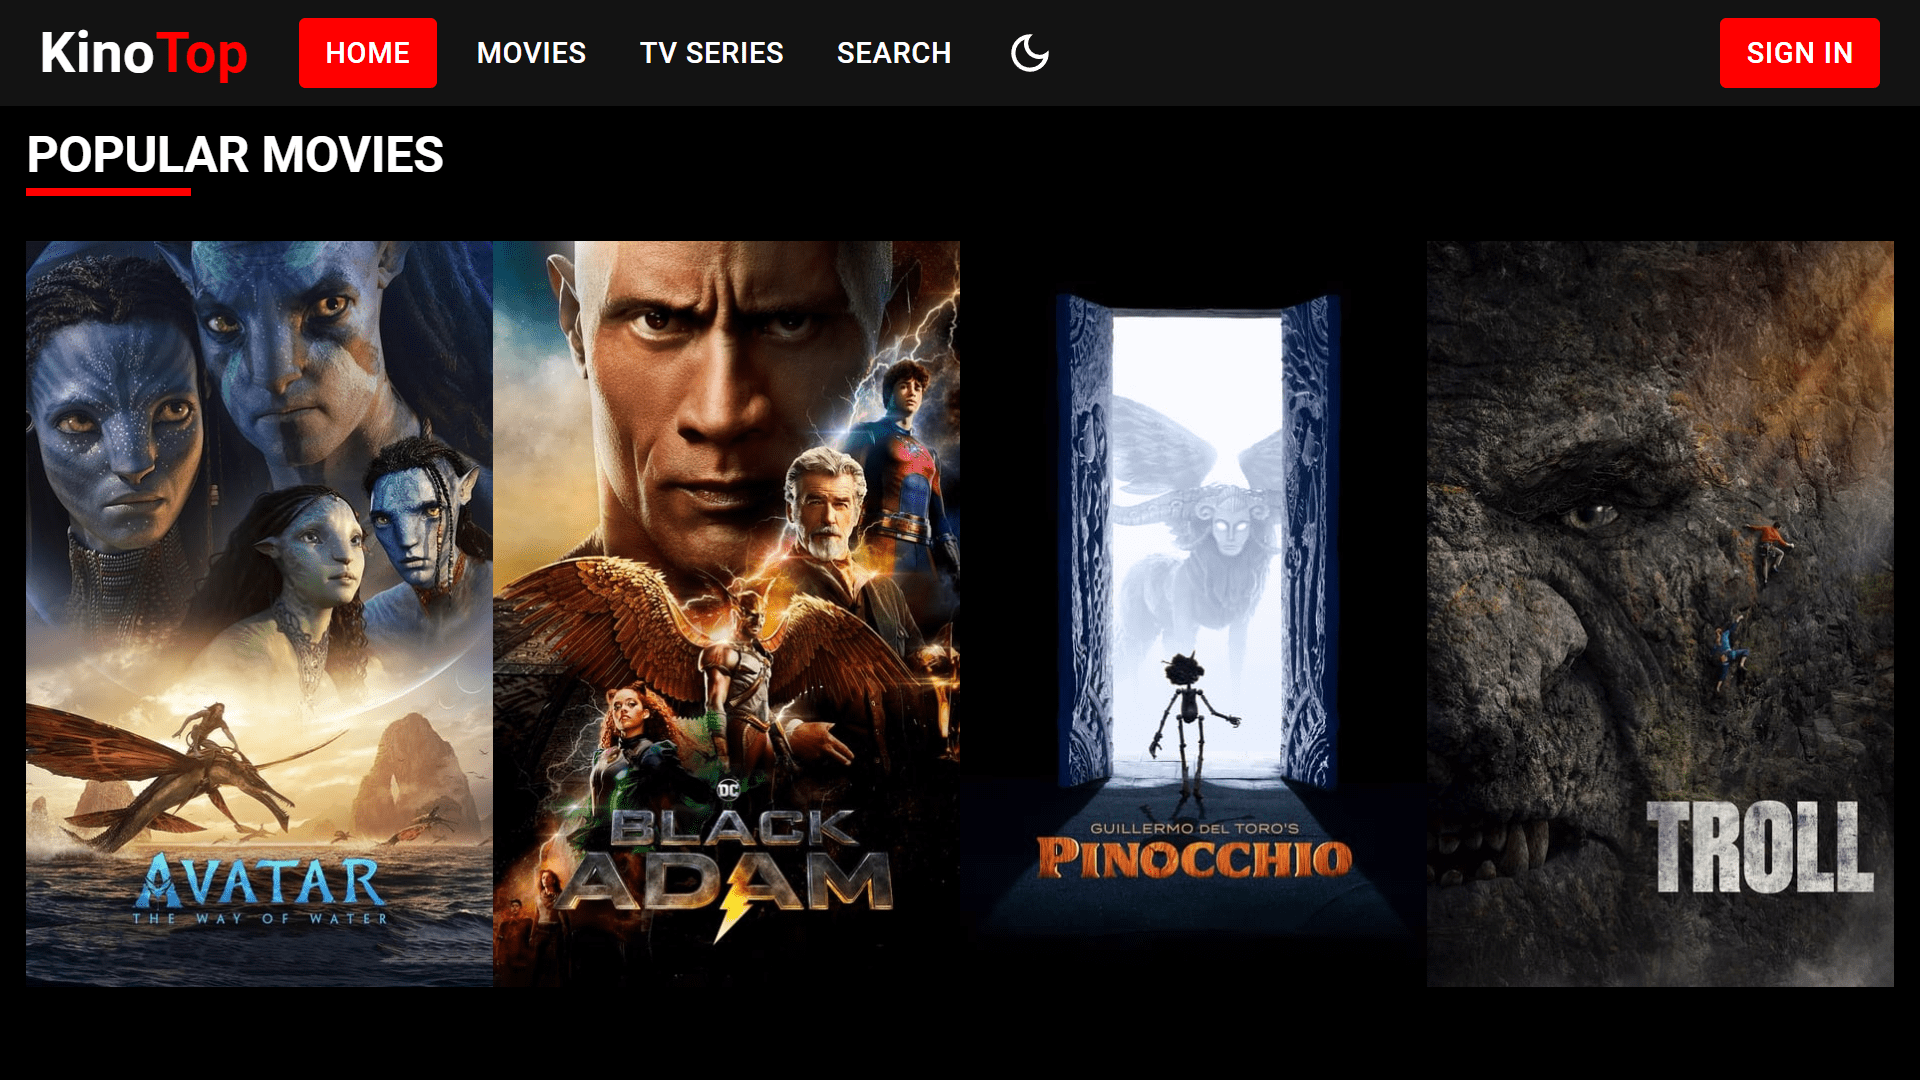 KinoTop
HOME
MOVIES
TV SERIES
SEARCH
SIGN IN
POPULAR MOVIES
AVATAR
THE WAY OF WATER
DC
BLACK
ADAM
GUILLERMO DEL TORO'S
PINOCCHIO
TROLL